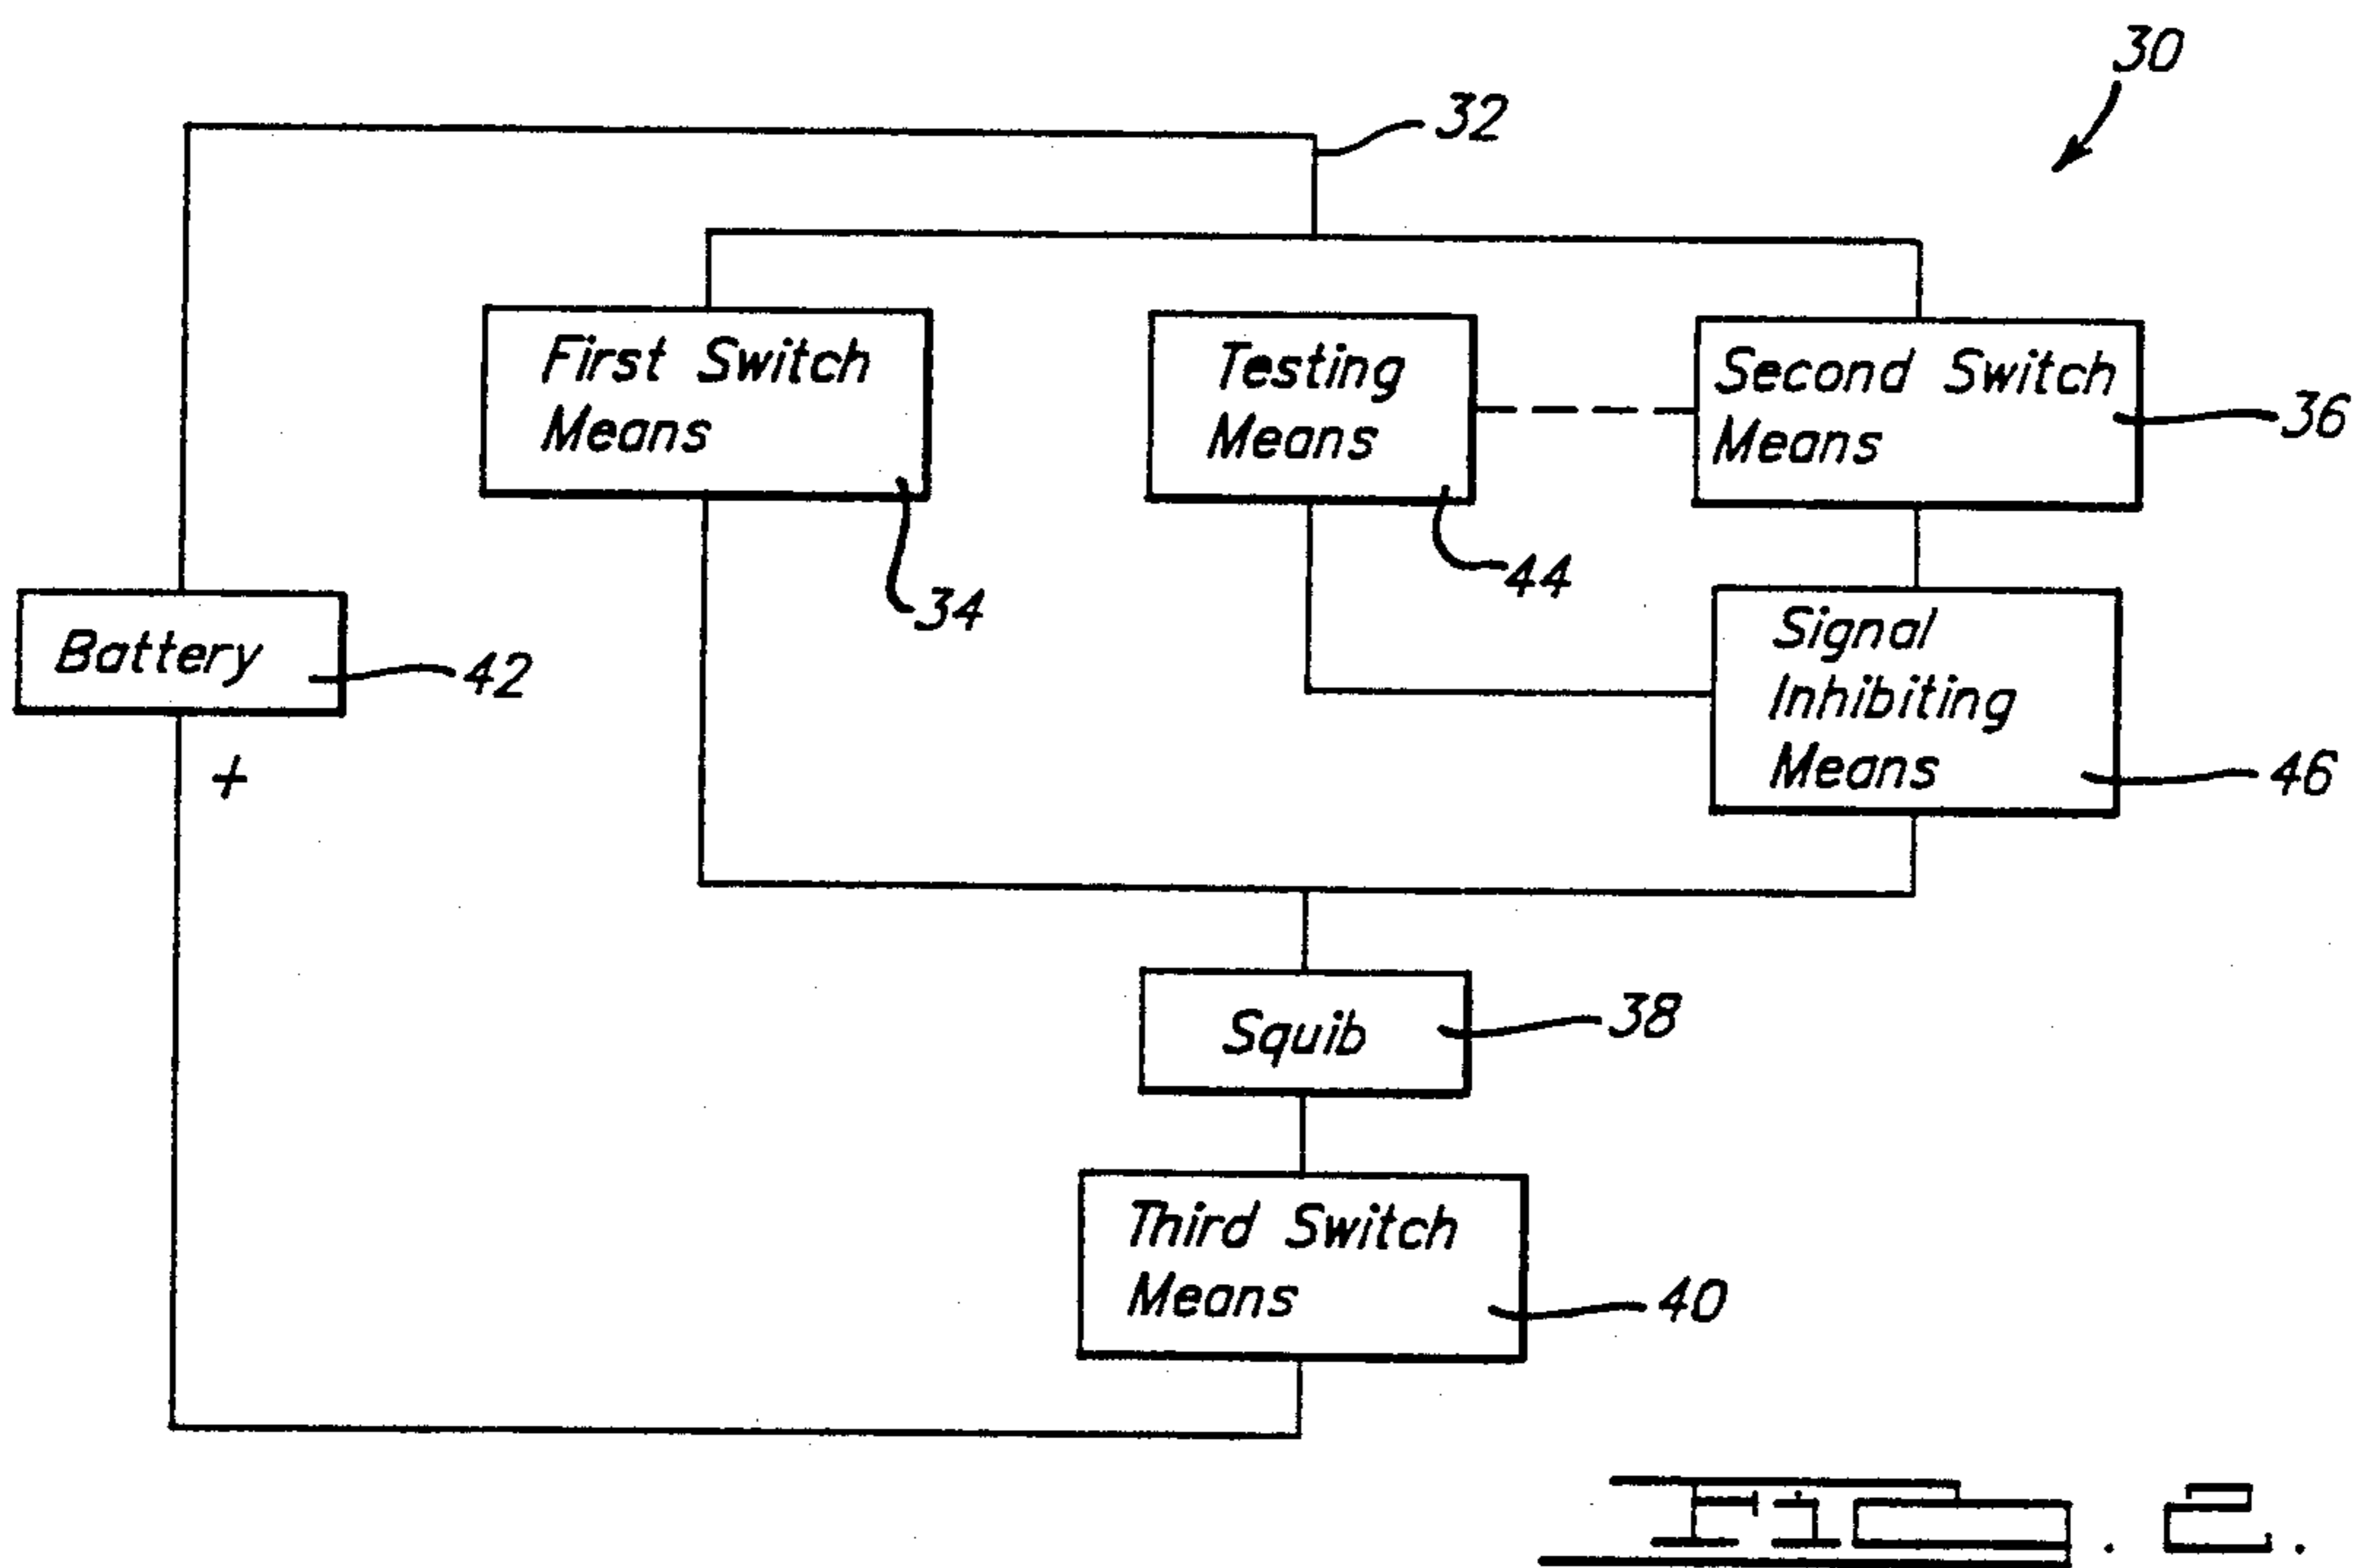 30
32
First Switch
Means
34
Testing
Means
44
Second Switch
Means
36
Battery
42
+
Signal
Inhibiting
Means
46
Squib
38
Third Switch
Means
40
Fig. 2.